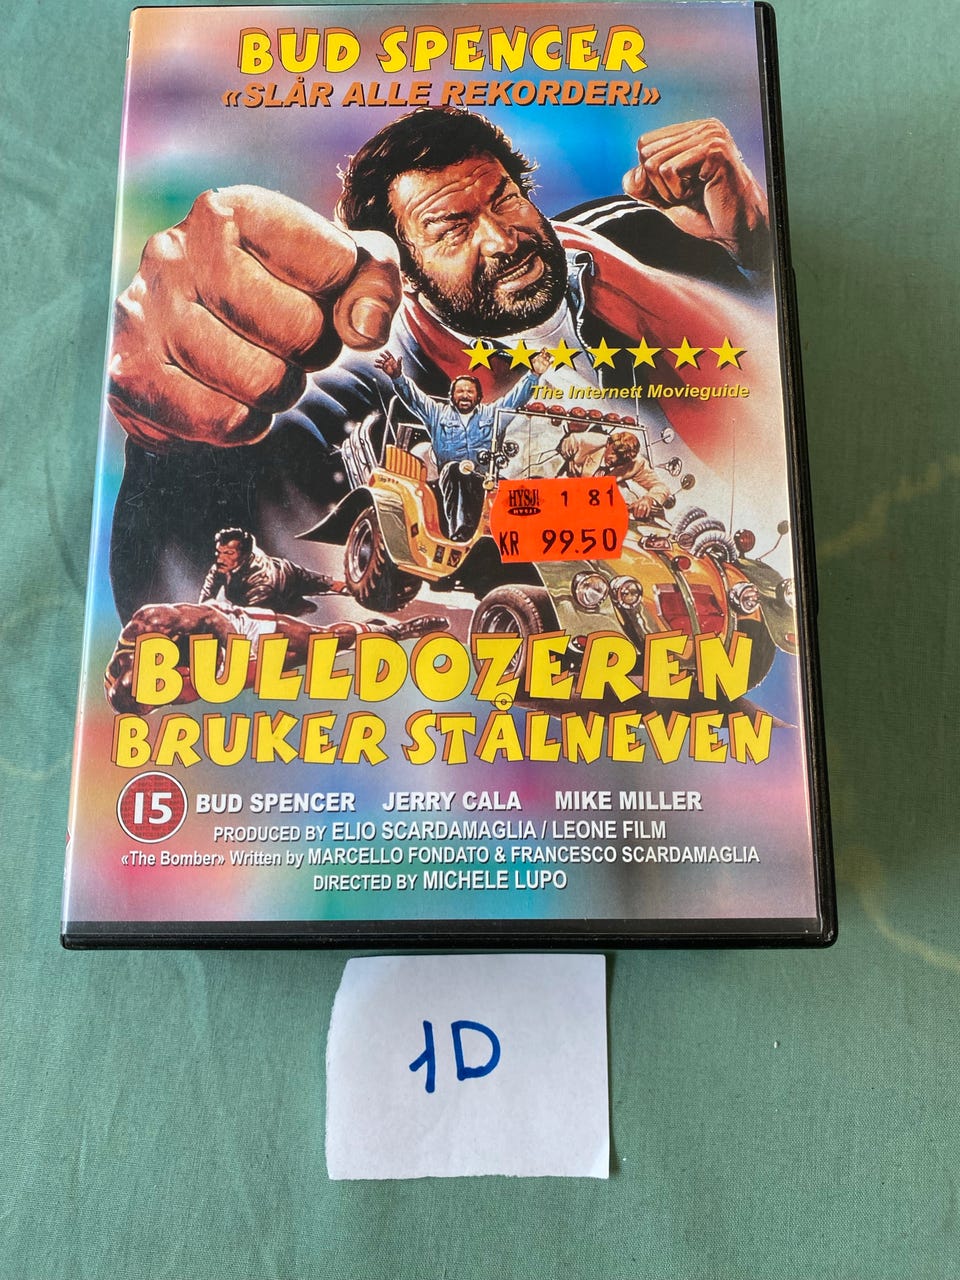 BUD SPENCER
«SLÅR ALLE REKORDER!»
The Internett Movieguide
HYSJ! 1 81
HYSJ!
KR 99.50
BULLDOZEREN
BRUKER STÅLNEVEN
15 BUD SPENCER JERRY CALA MIKE MILLER
PRODUCED BY ELIO SCARDAMAGLIA / LEONE FILM
«The Bomber» Written by MARCELLO FONDATO & FRANCESCO SCARDAMAGLIA
DIRECTED BY MICHELE LUPO
1D